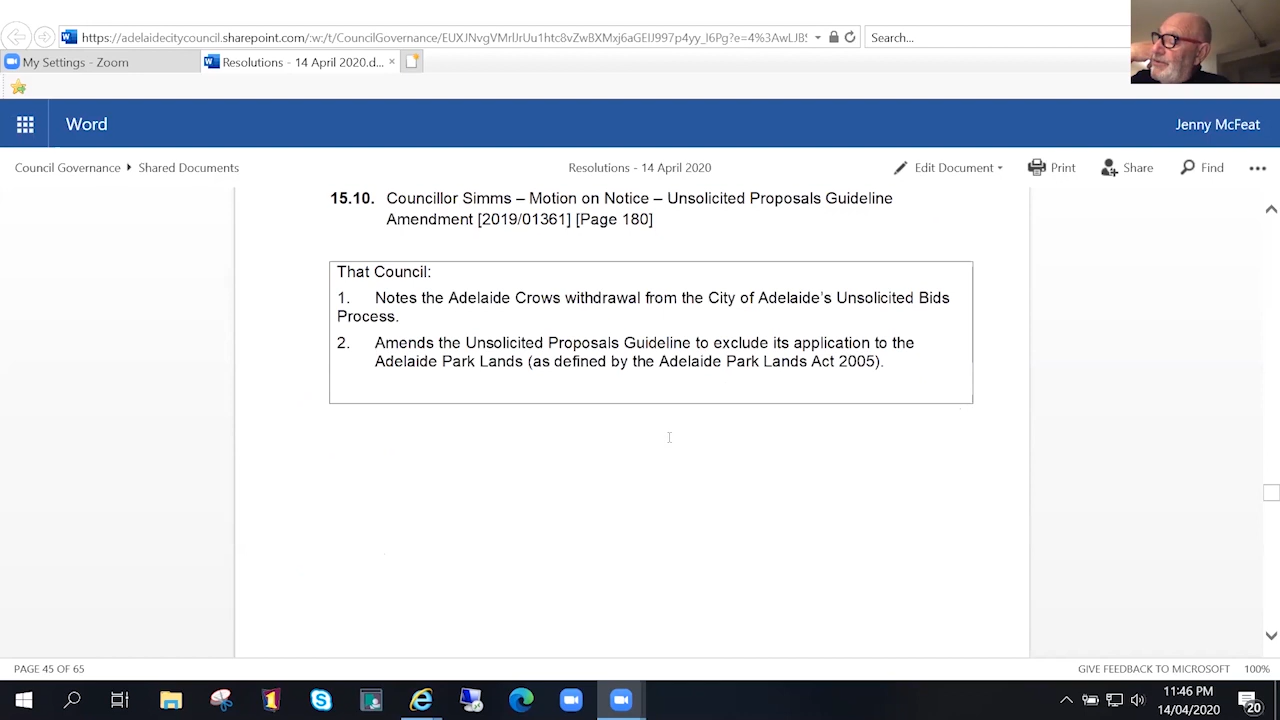 https://adelaidecitycouncil.sharepoint.com/:w:/t/CouncilGovernance/
Search...
My Settings - Zoom
Resolutions - 14 April 2020.d...
Word
Jenny McFeat
Council Governance
Shared Documents
Resolutions - 14 April 2020
Edit Document
Print
Share
Find
15.10. Councillor Simms – Motion on Notice – Unsolicited Proposals Guideline
Amendment [2019/01361] [Page 180]
That Council:
1. Notes the Adelaide Crows withdrawal from the City of Adelaide's Unsolicited Bids
Process.
2. Amends the Unsolicited Proposals Guideline to exclude its application to the
Adelaide Park Lands (as defined by the Adelaide Park Lands Act 2005).
PAGE 45 OF 65
GIVE FEEDBACK TO MICROSOFT 100%
11:46 PM
14/04/2020
20